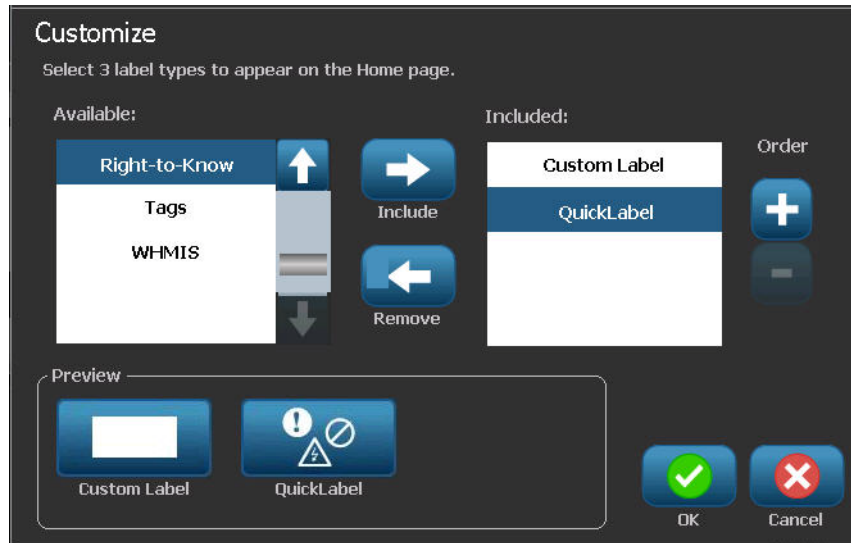 Customize
Select 3 label types to appear on the Home page.
Available:
Included:
Order
Right-to-Know
Tags
WHMIS
Include
Remove
Custom Label
QuickLabel
Preview
Custom Label
QuickLabel
OK
Cancel